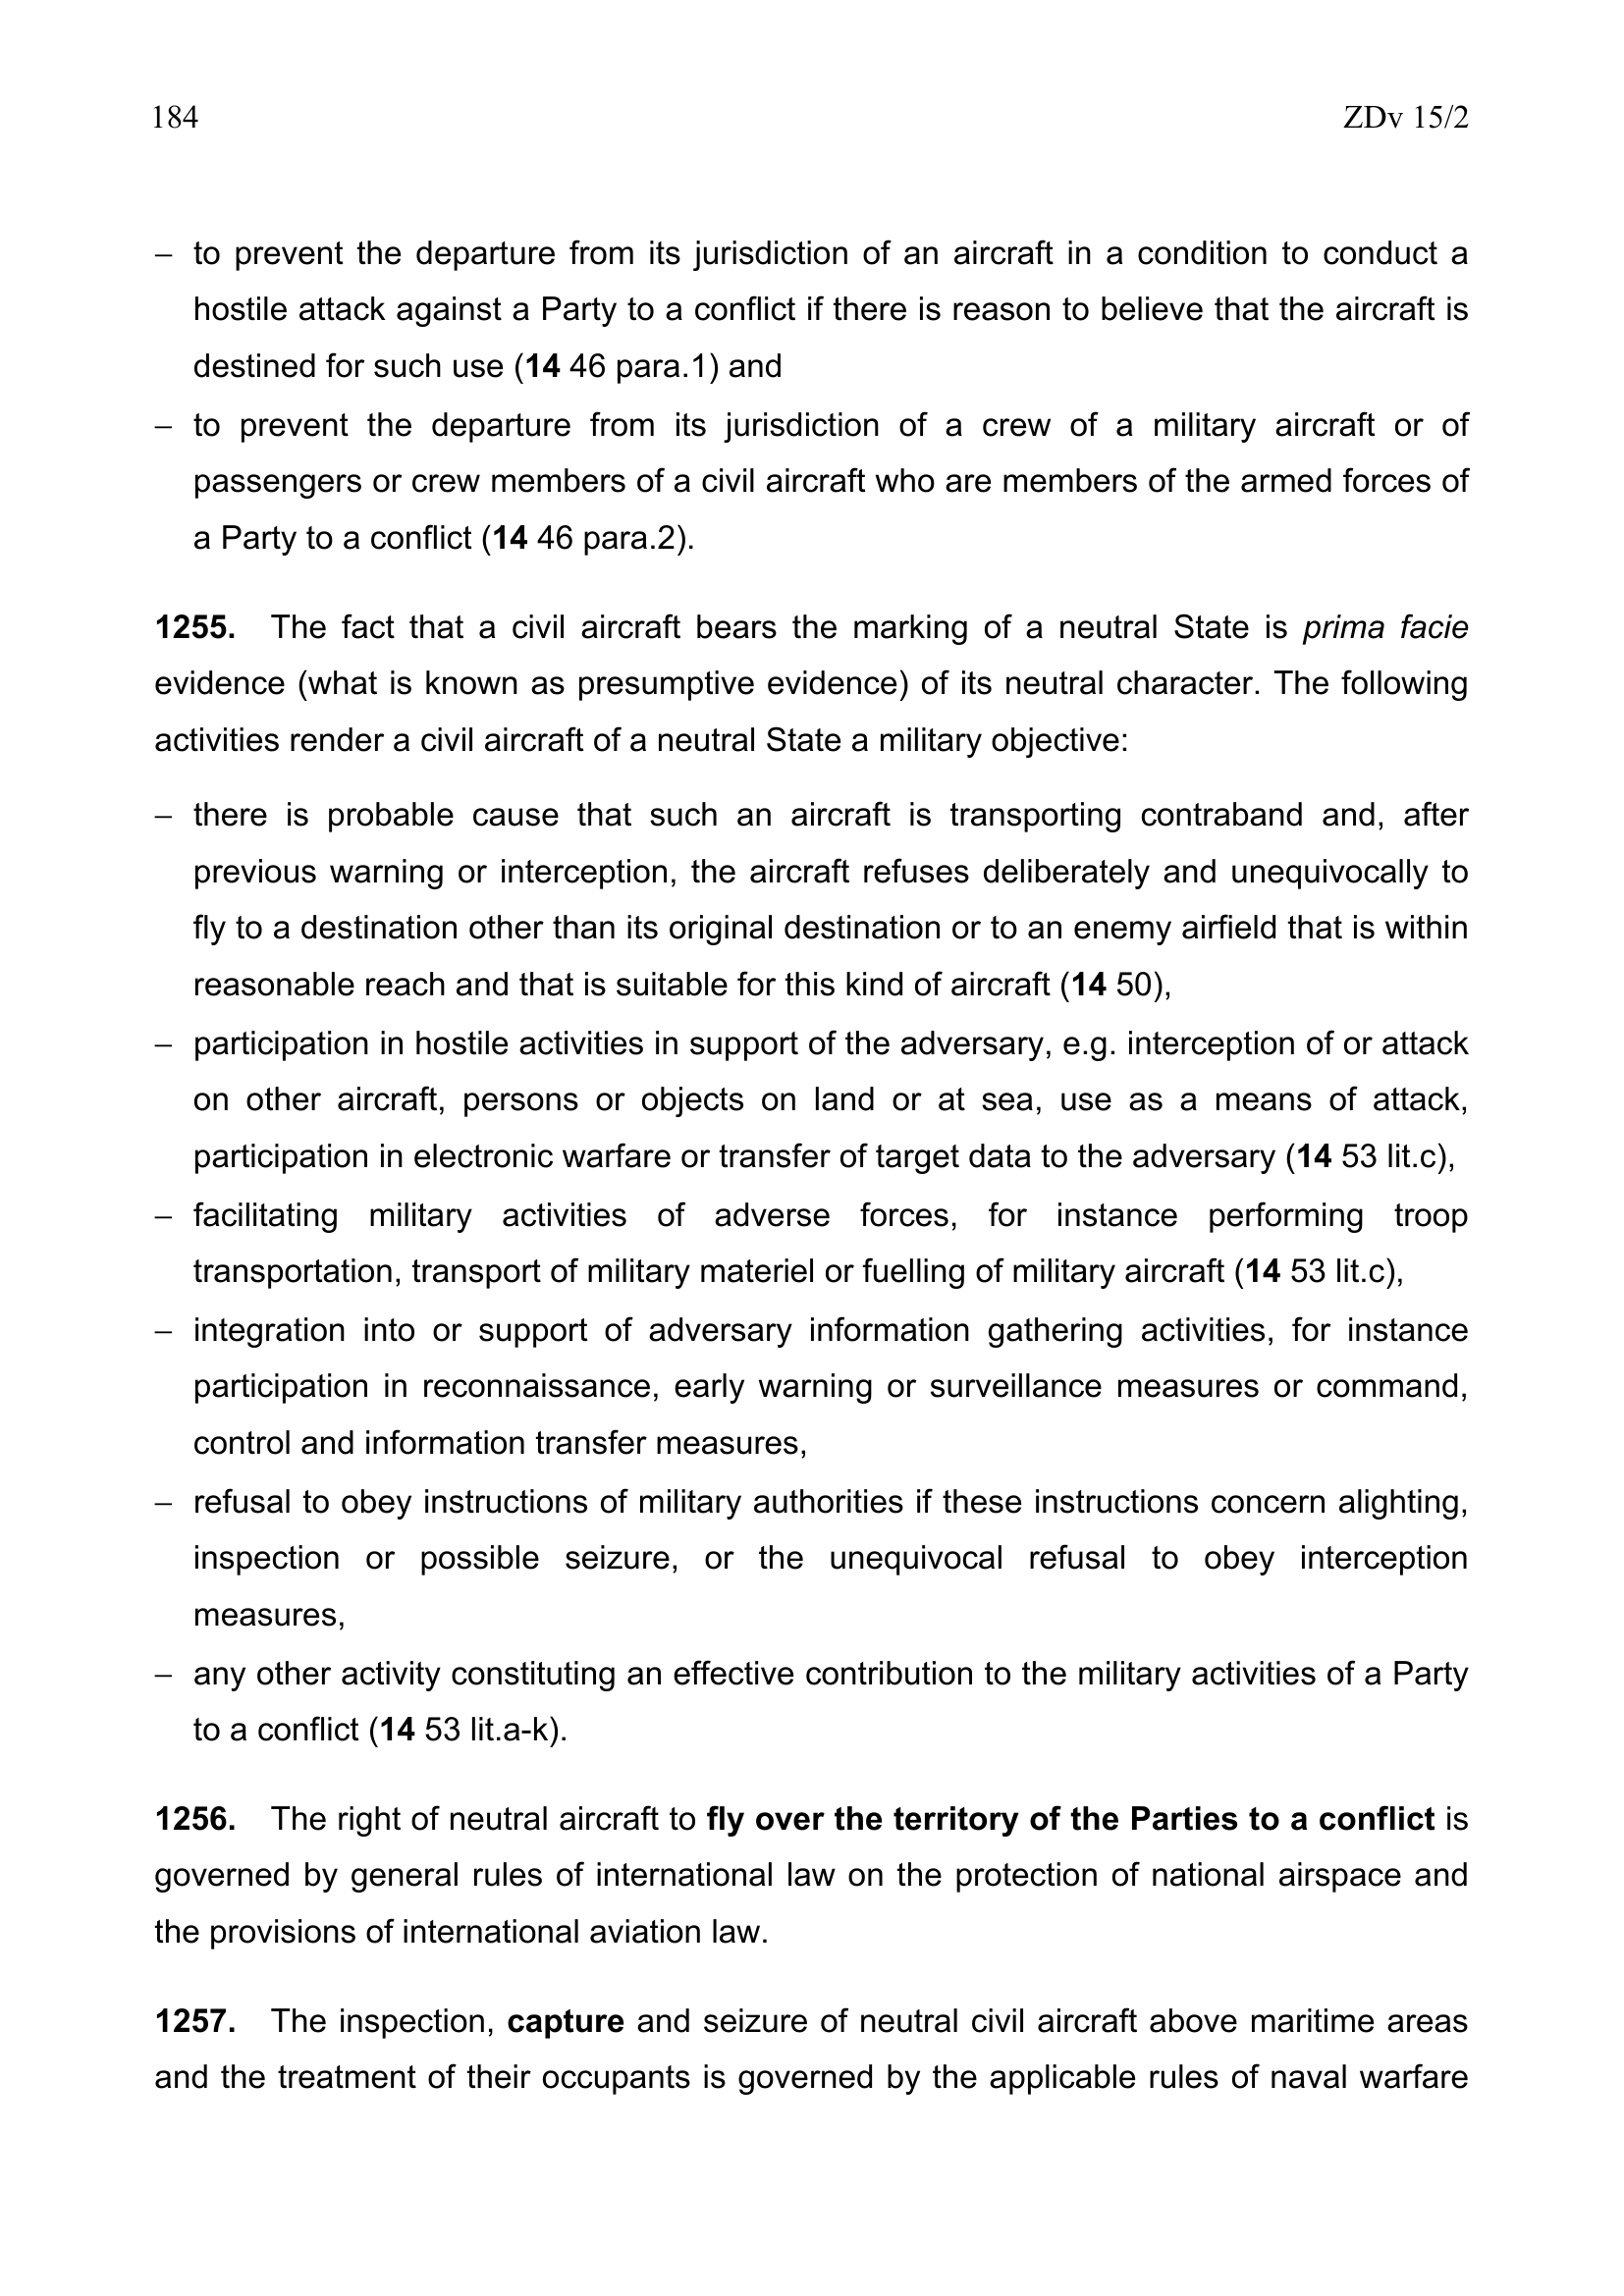 184 ZDv 15/2
– to prevent the departure from its jurisdiction of an aircraft in a condition to conduct a
hostile attack against a Party to a conflict if there is reason to believe that the aircraft is
destined for such use (14 46 para.1) and
– to prevent the departure from its jurisdiction of a crew of a military aircraft or of
passengers or crew members of a civil aircraft who are members of the armed forces of
a Party to a conflict (14 46 para.2).
1255. The fact that a civil aircraft bears the marking of a neutral State is prima facie
evidence (what is known as presumptive evidence) of its neutral character. The following
activities render a civil aircraft of a neutral State a military objective:
– there is probable cause that such an aircraft is transporting contraband and, after
previous warning or interception, the aircraft refuses deliberately and unequivocally to
fly to a destination other than its original destination or to an enemy airfield that is within
reasonable reach and that is suitable for this kind of aircraft (14 50),
– participation in hostile activities in support of the adversary, e.g. interception of or attack
on other aircraft, persons or objects on land or at sea, use as a means of attack,
participation in electronic warfare or transfer of target data to the adversary (14 53 lit.c),
– facilitating military activities of adverse forces, for instance performing troop
transportation, transport of military materiel or fuelling of military aircraft (14 53 lit.c),
– integration into or support of adversary information gathering activities, for instance
participation in reconnaissance, early warning or surveillance measures or command,
control and information transfer measures,
– refusal to obey instructions of military authorities if these instructions concern alighting,
inspection or possible seizure, or the unequivocal refusal to obey interception
measures,
– any other activity constituting an effective contribution to the military activities of a Party
to a conflict (14 53 lit.a-k).
1256. The right of neutral aircraft to fly over the territory of the Parties to a conflict is
governed by general rules of international law on the protection of national airspace and
the provisions of international aviation law.
1257. The inspection, capture and seizure of neutral civil aircraft above maritime areas
and the treatment of their occupants is governed by the applicable rules of naval warfare